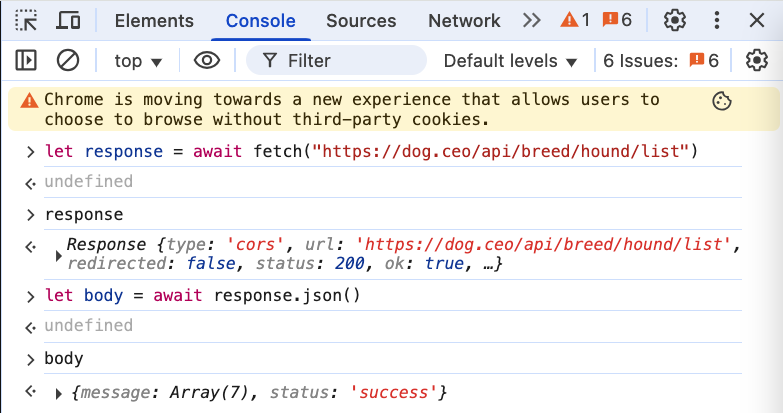 Elements Console Sources Network 1 6
top Filter Default levels 6 Issues: 6
Chrome is moving towards a new experience that allows users to
choose to browse without third-party cookies.
> let response = await fetch("https://dog.ceo/api/breed/hound/list")
undefined
> response
Response {type: 'cors', url: 'https://dog.ceo/api/breed/hound/list',
redirected: false, status: 200, ok: true, …}
> let body = await response.json()
undefined
> body
{message: Array(7), status: 'success'}